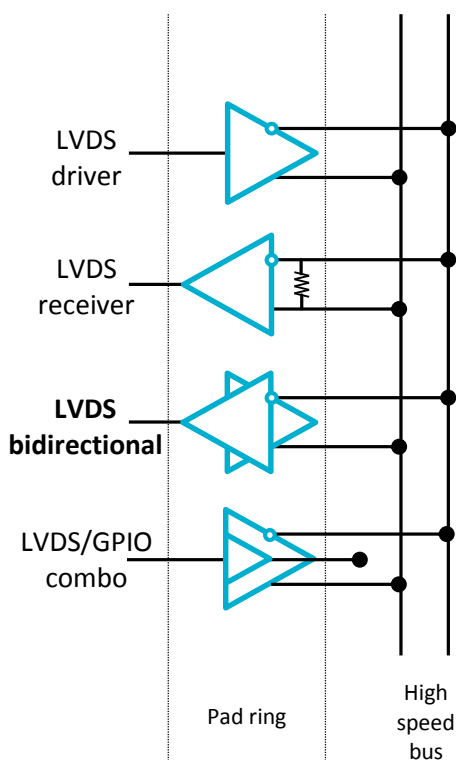 LVDS
driver
LVDS
receiver
LVDS
bidirectional
LVDS/GPIO
combo
Pad ring
High
speed
bus